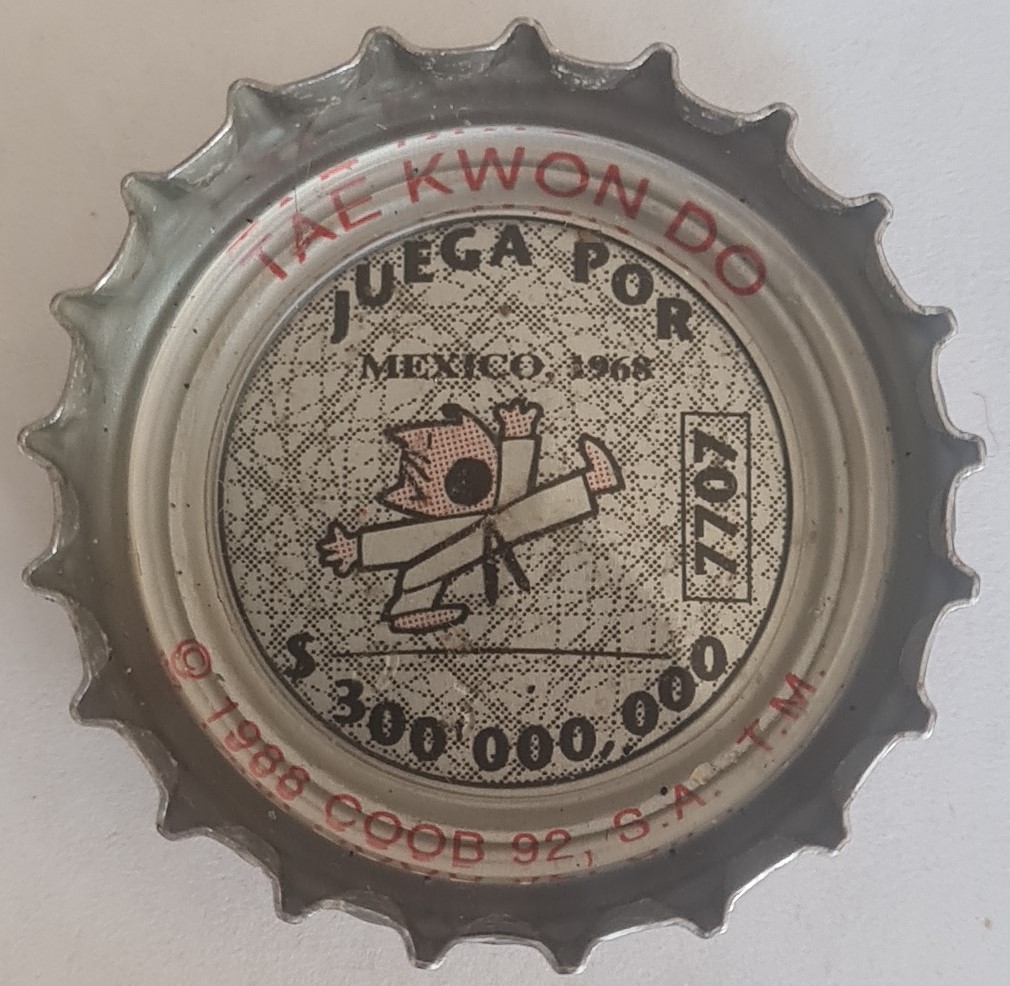 TAE KWON DO
JUEGA POR
MEXICO, 1968
7707
$ 300'000,000
© 1988 COOB 92, S.A. T.M.